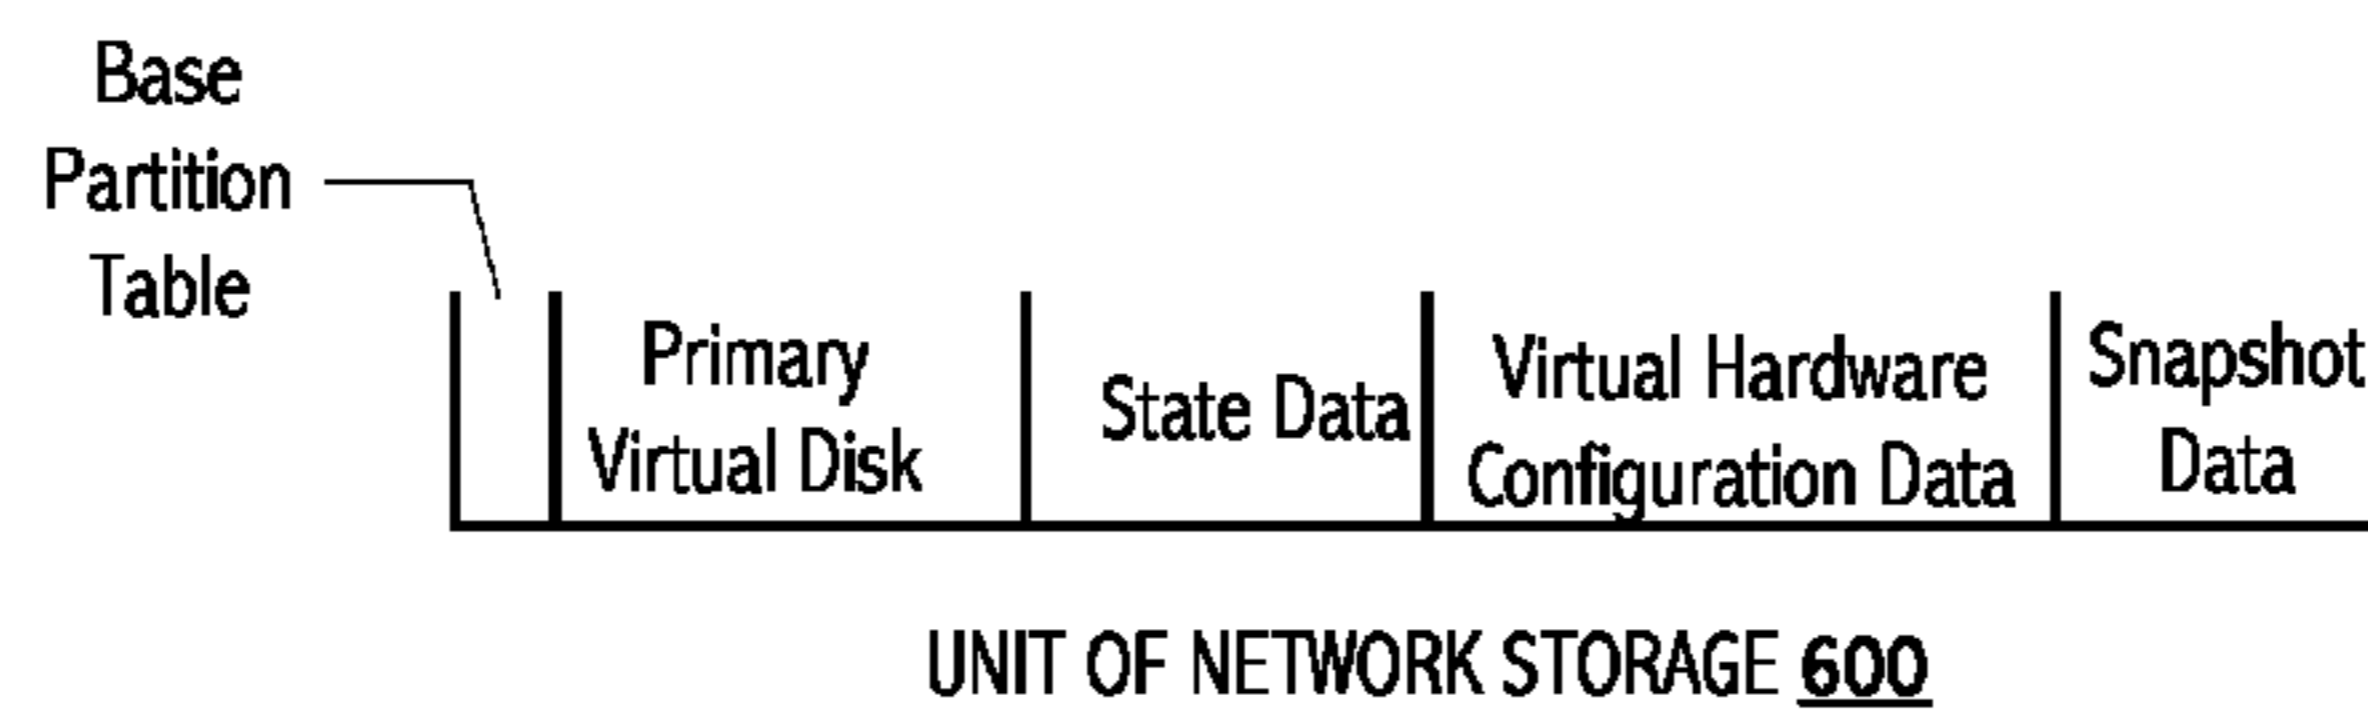 Base
Partition
Table
Primary
Virtual Disk
State Data
Virtual Hardware
Configuration Data
Snapshot
Data
UNIT OF NETWORK STORAGE 600